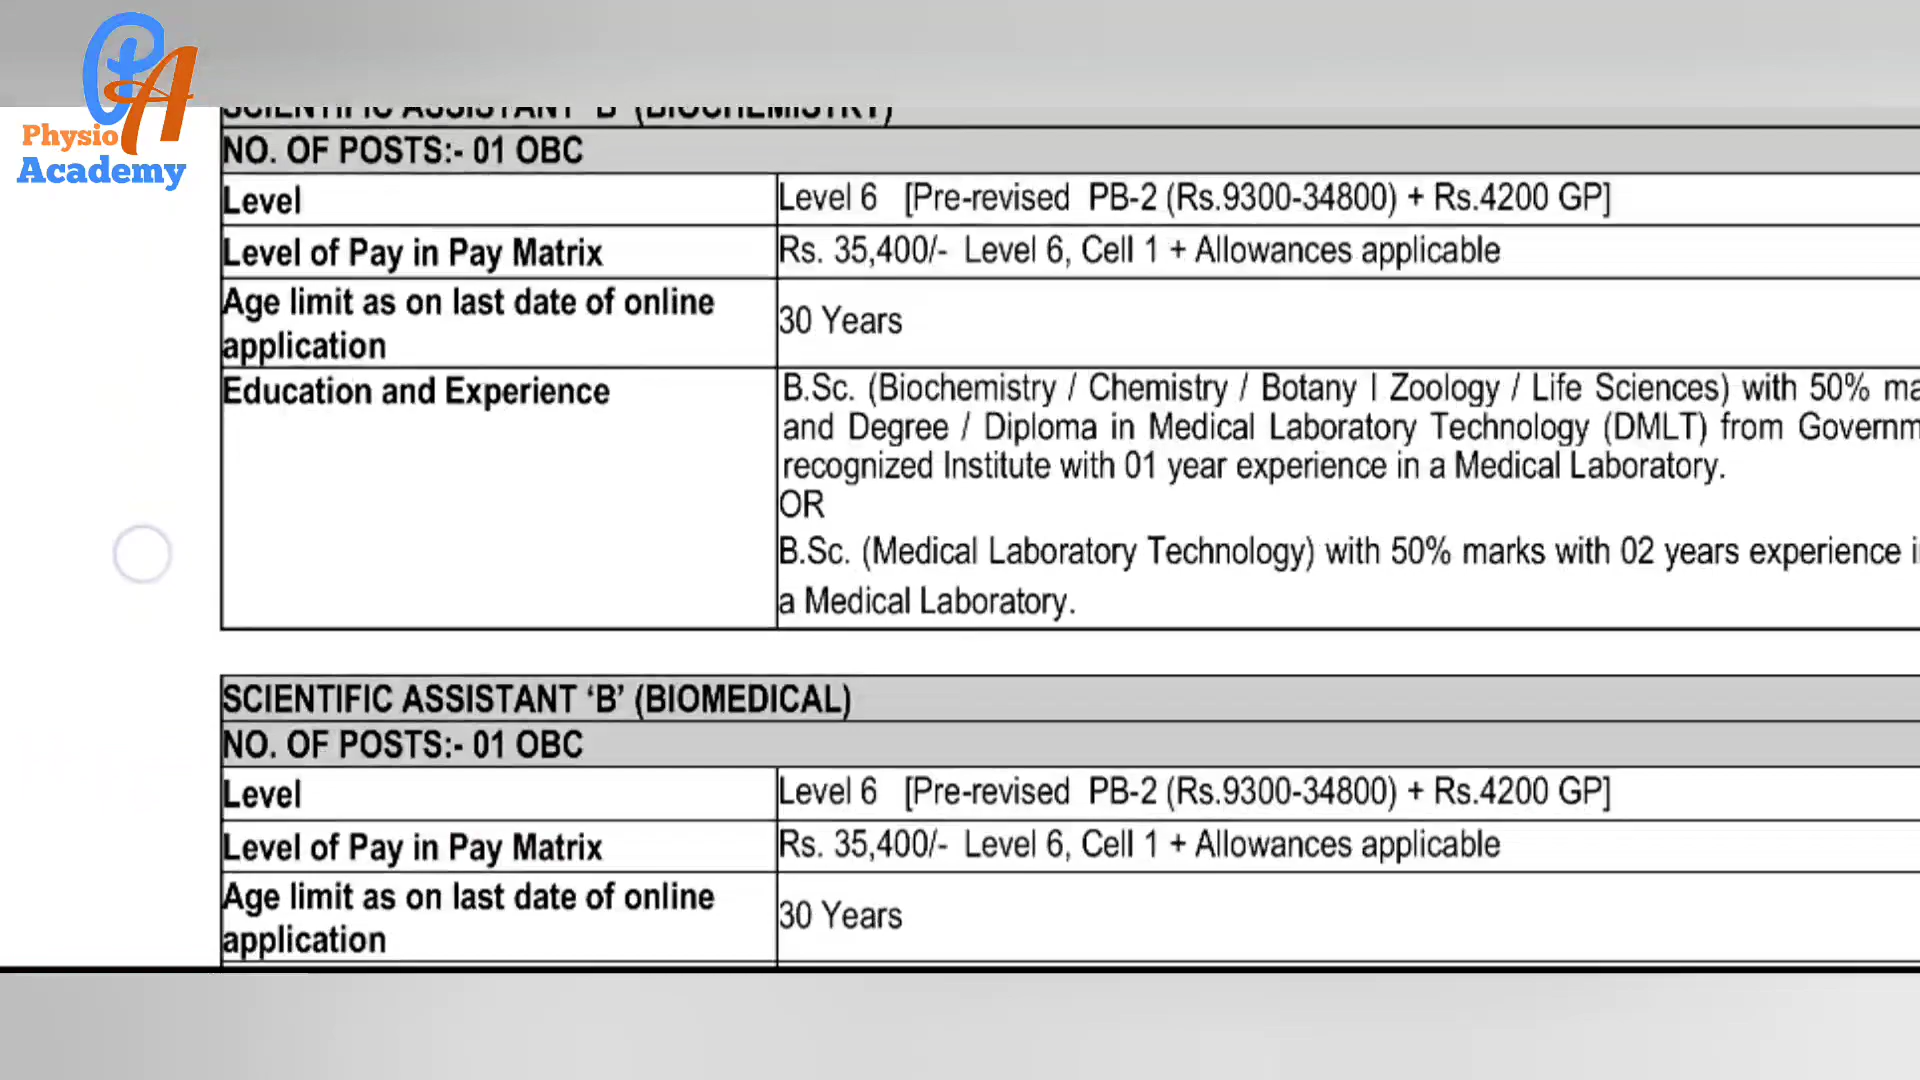 Physio
Academy
SCIENTIFIC ASSISTANT 'B' (BIOCHEMISTRY)
NO. OF POSTS:- 01 OBC
Level
Level 6 [Pre-revised PB-2 (Rs.9300-34800) + Rs.4200 GP]
Level of Pay in Pay Matrix
Rs. 35,400/- Level 6, Cell 1 + Allowances applicable
Age limit as on last date of online
application
30 Years
Education and Experience
B.Sc. (Biochemistry / Chemistry / Botany I Zoology / Life Sciences) with 50%
and Degree / Diploma in Medical Laboratory Technology (DMLT) from
recognized Institute with 01 year experience in a Medical Laboratory.
OR
B.Sc. (Medical Laboratory Technology) with 50% marks with 02 years experience
a Medical Laboratory.
SCIENTIFIC ASSISTANT ‘B’ (BIOMEDICAL)
NO. OF POSTS:- 01 OBC
Level
Level 6 [Pre-revised PB-2 (Rs.9300-34800) + Rs.4200 GP]
Level of Pay in Pay Matrix
Rs. 35,400/- Level 6, Cell 1 + Allowances applicable
Age limit as on last date of online
application
30 Years